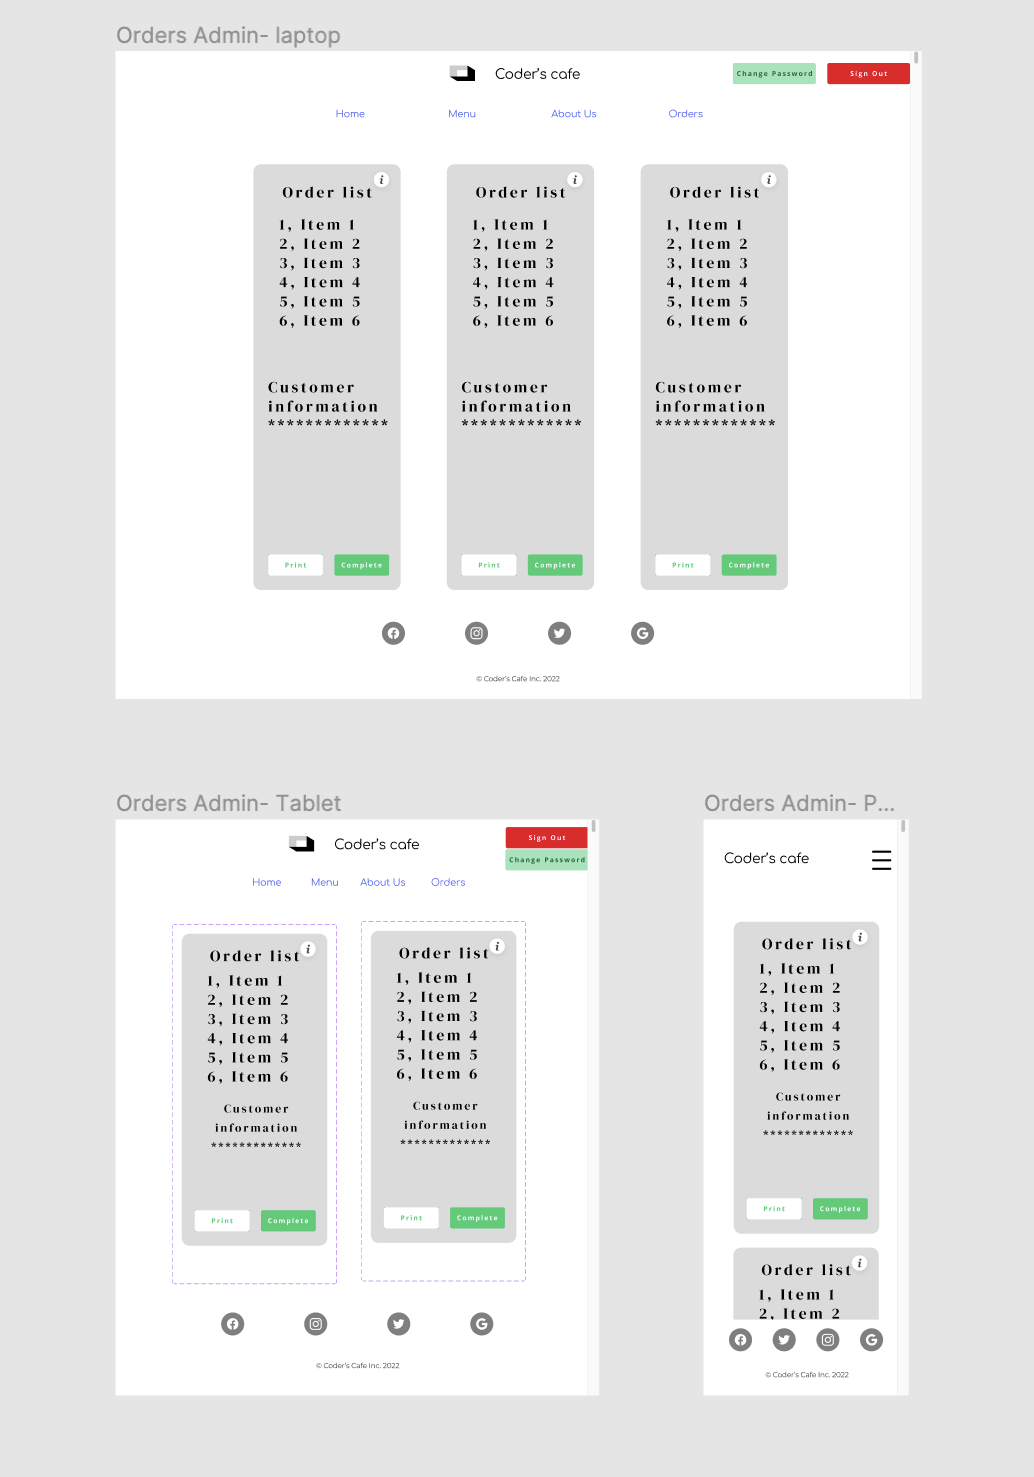 Orders Admin- laptop
Coder's cafe
Change Password
Sign Out
Home Menu About Us Orders
i
Order list
1, Item 1
2, Item 2
3, Item 3
4, Item 4
5, Item 5
6, Item 6
Customer
information
*************
Print Complete
i
Order list
1, Item 1
2, Item 2
3, Item 3
4, Item 4
5, Item 5
6, Item 6
Customer
information
*************
Print Complete
i
Order list
1, Item 1
2, Item 2
3, Item 3
4, Item 4
5, Item 5
6, Item 6
Customer
information
*************
Print Complete
© Coder's Cafe Inc. 2022
Orders Admin- Tablet
Coder's cafe
Sign Out
Change Password
Home Menu About Us Orders
i
Order list
1, Item 1
2, Item 2
3, Item 3
4, Item 4
5, Item 5
6, Item 6
Customer
information
*************
Print Complete
i
Order list
1, Item 1
2, Item 2
3, Item 3
4, Item 4
5, Item 5
6, Item 6
Customer
information
*************
Print Complete
© Coder's Cafe Inc. 2022
Orders Admin- P...
Coder's cafe
i
Order list
1, Item 1
2, Item 2
3, Item 3
4, Item 4
5, Item 5
6, Item 6
Customer
information
*************
Print Complete
i
Order list
1, Item 1
2, Item 2
© Coder's Cafe Inc. 2022